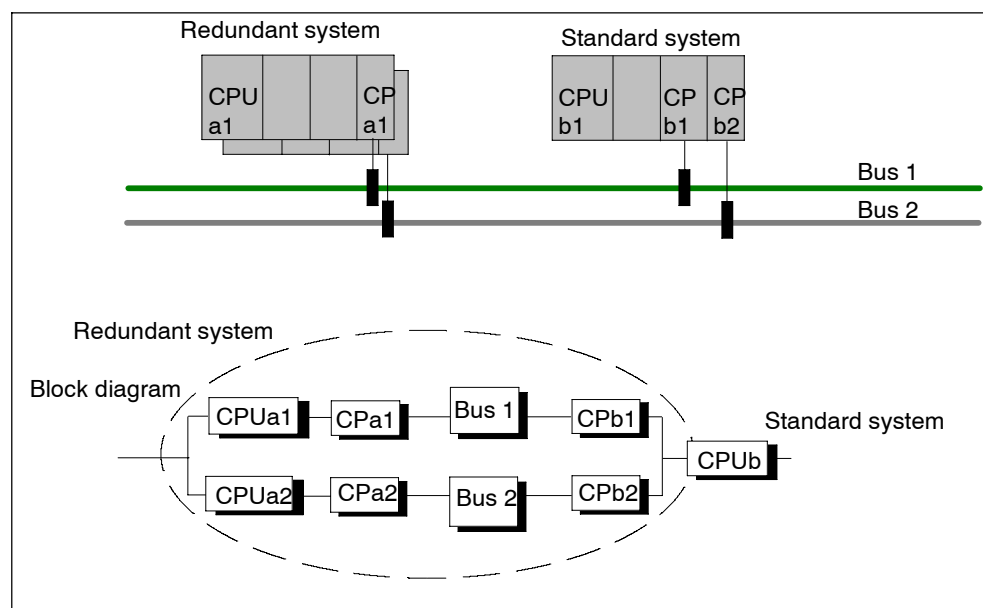 Redundant system
Standard system
CPU
a1
CP
a1
CPU
b1
CP
b1
CP
b2
Bus 1
Bus 2
Redundant system
Block diagram
CPUa1
CPa1
Bus 1
CPb1
Standard system
CPUb
CPUa2
CPa2
Bus 2
CPb2